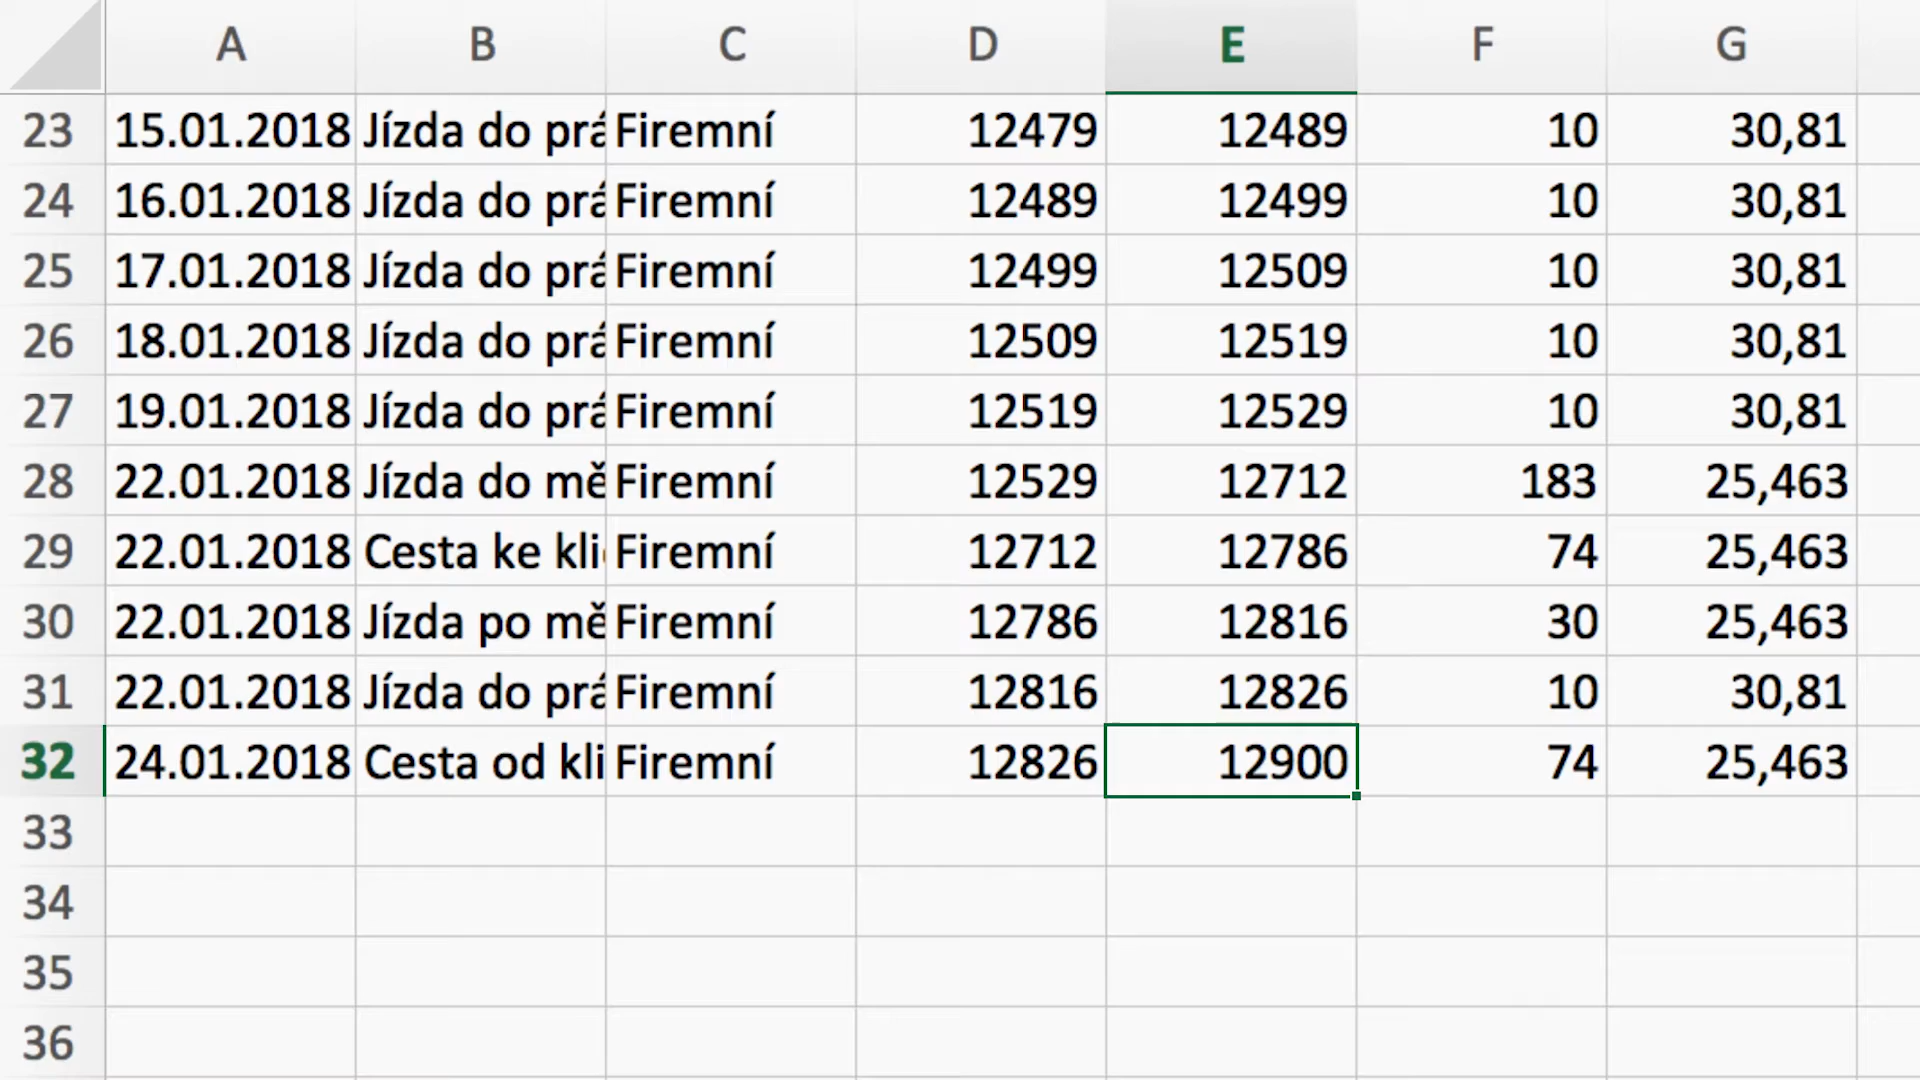 A B C D E F G
23 15.01.2018 Jízda do prá Firemní 12479 12489 10 30,81
24 16.01.2018 Jízda do prá Firemní 12489 12499 10 30,81
25 17.01.2018 Jízda do prá Firemní 12499 12509 10 30,81
26 18.01.2018 Jízda do prá Firemní 12509 12519 10 30,81
27 19.01.2018 Jízda do prá Firemní 12519 12529 10 30,81
28 22.01.2018 Jízda do mě Firemní 12529 12712 183 25,463
29 22.01.2018 Cesta ke kli Firemní 12712 12786 74 25,463
30 22.01.2018 Jízda po mě Firemní 12786 12816 30 25,463
31 22.01.2018 Jízda do prá Firemní 12816 12826 10 30,81
32 24.01.2018 Cesta od kli Firemní 12826 12900 74 25,463
33
34
35
36